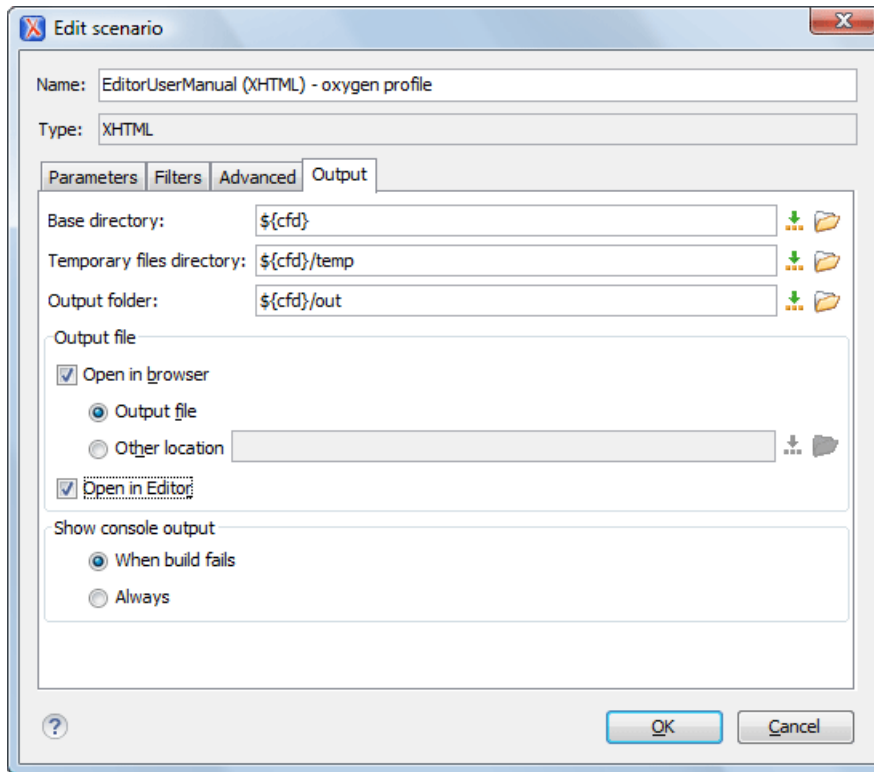 Edit scenario
Name: EditorUserManual (XHTML) - oxygen profile
Type: XHTML
Parameters Filters Advanced Output
Base directory: ${cfd}
Temporary files directory: ${cfd}/temp
Output folder: ${cfd}/out
Output file
Open in browser
Output file
Other location
Open in Editor
Show console output
When build fails
Always
? OK Cancel